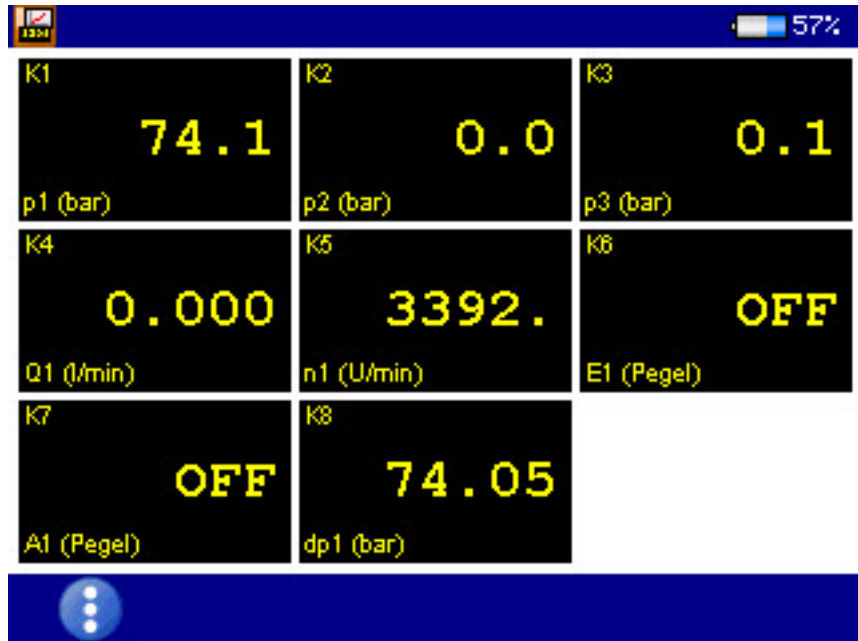 57%
K1
74.1
p1 (bar)
K2
0.0
p2 (bar)
K3
0.1
p3 (bar)
K4
0.000
Q1 (l/min)
K5
3392.
n1 (U/min)
K6
OFF
E1 (Pegel)
K7
OFF
A1 (Pegel)
K8
74.05
dp1 (bar)